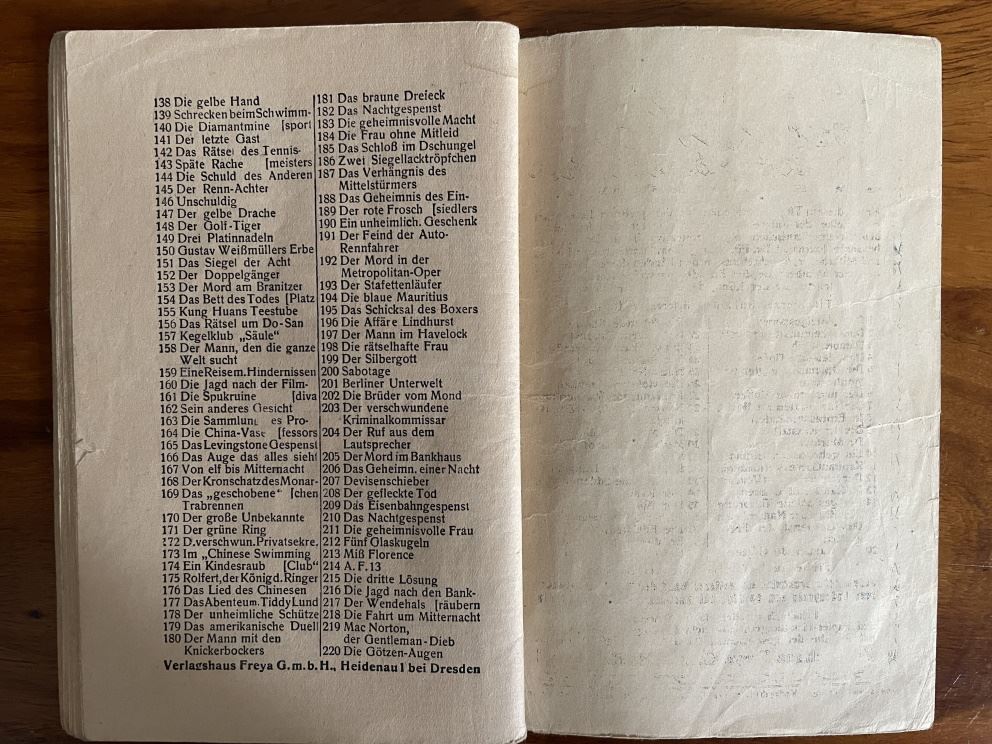 138 Die gelbe Hand
139 Schrecken beim Schwimm-
140 Die Diamantmine [sport
141 Der letzte Gast
142 Das Rätsel des Tennis-
143 Späte Rache [meisters
144 Die Schuld des Anderen
145 Der Renn-Achter
146 Unschuldig
147 Der gelbe Drache
148 Der Golf-Tiger
149 Drei Platinnadeln
150 Gustav Weißmüllers Erbe
151 Das Siegel der Acht
152 Der Doppelgänger
153 Der Mord am Branitzer
154 Das Bett des Todes [Platz
155 Kung Huans Teestube
156 Das Rätsel um Do-San
157 Kegelklub „Säule“
158 Der Mann, den die ganze
Welt sucht
159 Eine Reise m. Hindernissen
160 Die Jagd nach der Film-
161 Die Spukruine [diva
162 Sein anderes Gesicht
163 Die Sammlung es Pro-
164 Die China-Vase [fessors
165 Das Levingstone Gespenst
166 Das Auge das alles sieht
167 Von elf bis Mitternacht
168 Der Kronschatz des Monar-
169 Das „geschobene“ [chen
Trabrennen
170 Der große Unbekannte
171 Der grüne Ring
172 D. verschwun. Privatsekre.
173 Im „Chinese Swimming
174 Ein Kindesraub [Club“
175 Rolfert, der König d. Ringer
176 Das Lied des Chinesen
177 Das Abenteum. Tiddy Lund
178 Der unheimliche Schütze
179 Das amerikanische Duell
180 Der Mann mit den
Knickerbockers
181 Das braune Dreieck
182 Das Nachtgespenst
183 Die geheimnisvolle Macht
184 Die Frau ohne Mitleid
185 Das Schloß im Dschungel
186 Zwei Siegellacktröpfchen
187 Das Verhängnis des
Mittelstürmers
188 Das Geheimnis des Ein-
189 Der rote Frosch [siedlers
190 Ein unheimlich. Geschenk
191 Der Feind der Auto-
Rennfahrer
192 Der Mord in der
Metropolitan-Oper
193 Der Stafettenläufer
194 Die blaue Mauritius
195 Das Schicksal des Boxers
196 Die Affäre Lindhurst
197 Der Mann im Havelock
198 Die rätselhafte Frau
199 Der Silbergott
200 Sabotage
201 Berliner Unterwelt
202 Die Brüder vom Mond
203 Der verschwundene
Kriminalkommissar
204 Der Ruf aus dem
Lautsprecher
205 Der Mord im Bankhaus
206 Das Geheimn. einer Nacht
207 Devisenschieber
208 Der gefleckte Tod
209 Das Eisenbahngespenst
210 Das Nachtgespenst
211 Die geheimnisvolle Frau
212 Fünf Glaskugeln
213 Miß Florence
214 A. F. 13
215 Die dritte Lösung
216 Die Jagd nach den Bank-
217 Der Wendehals [räubern
218 Die Fahrt um Mitternacht
219 Mac Norton,
der Gentleman-Dieb
220 Die Götzen-Augen
Verlagshaus Freya G.m.b.H., Heidenau 1 bei Dresden